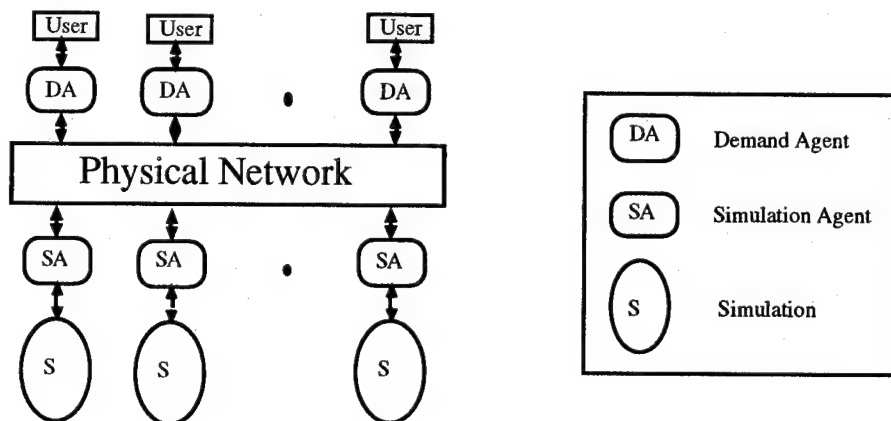 User User User
DA DA DA
Physical Network
SA SA SA
S S S
DA Demand Agent
SA Simulation Agent
S Simulation